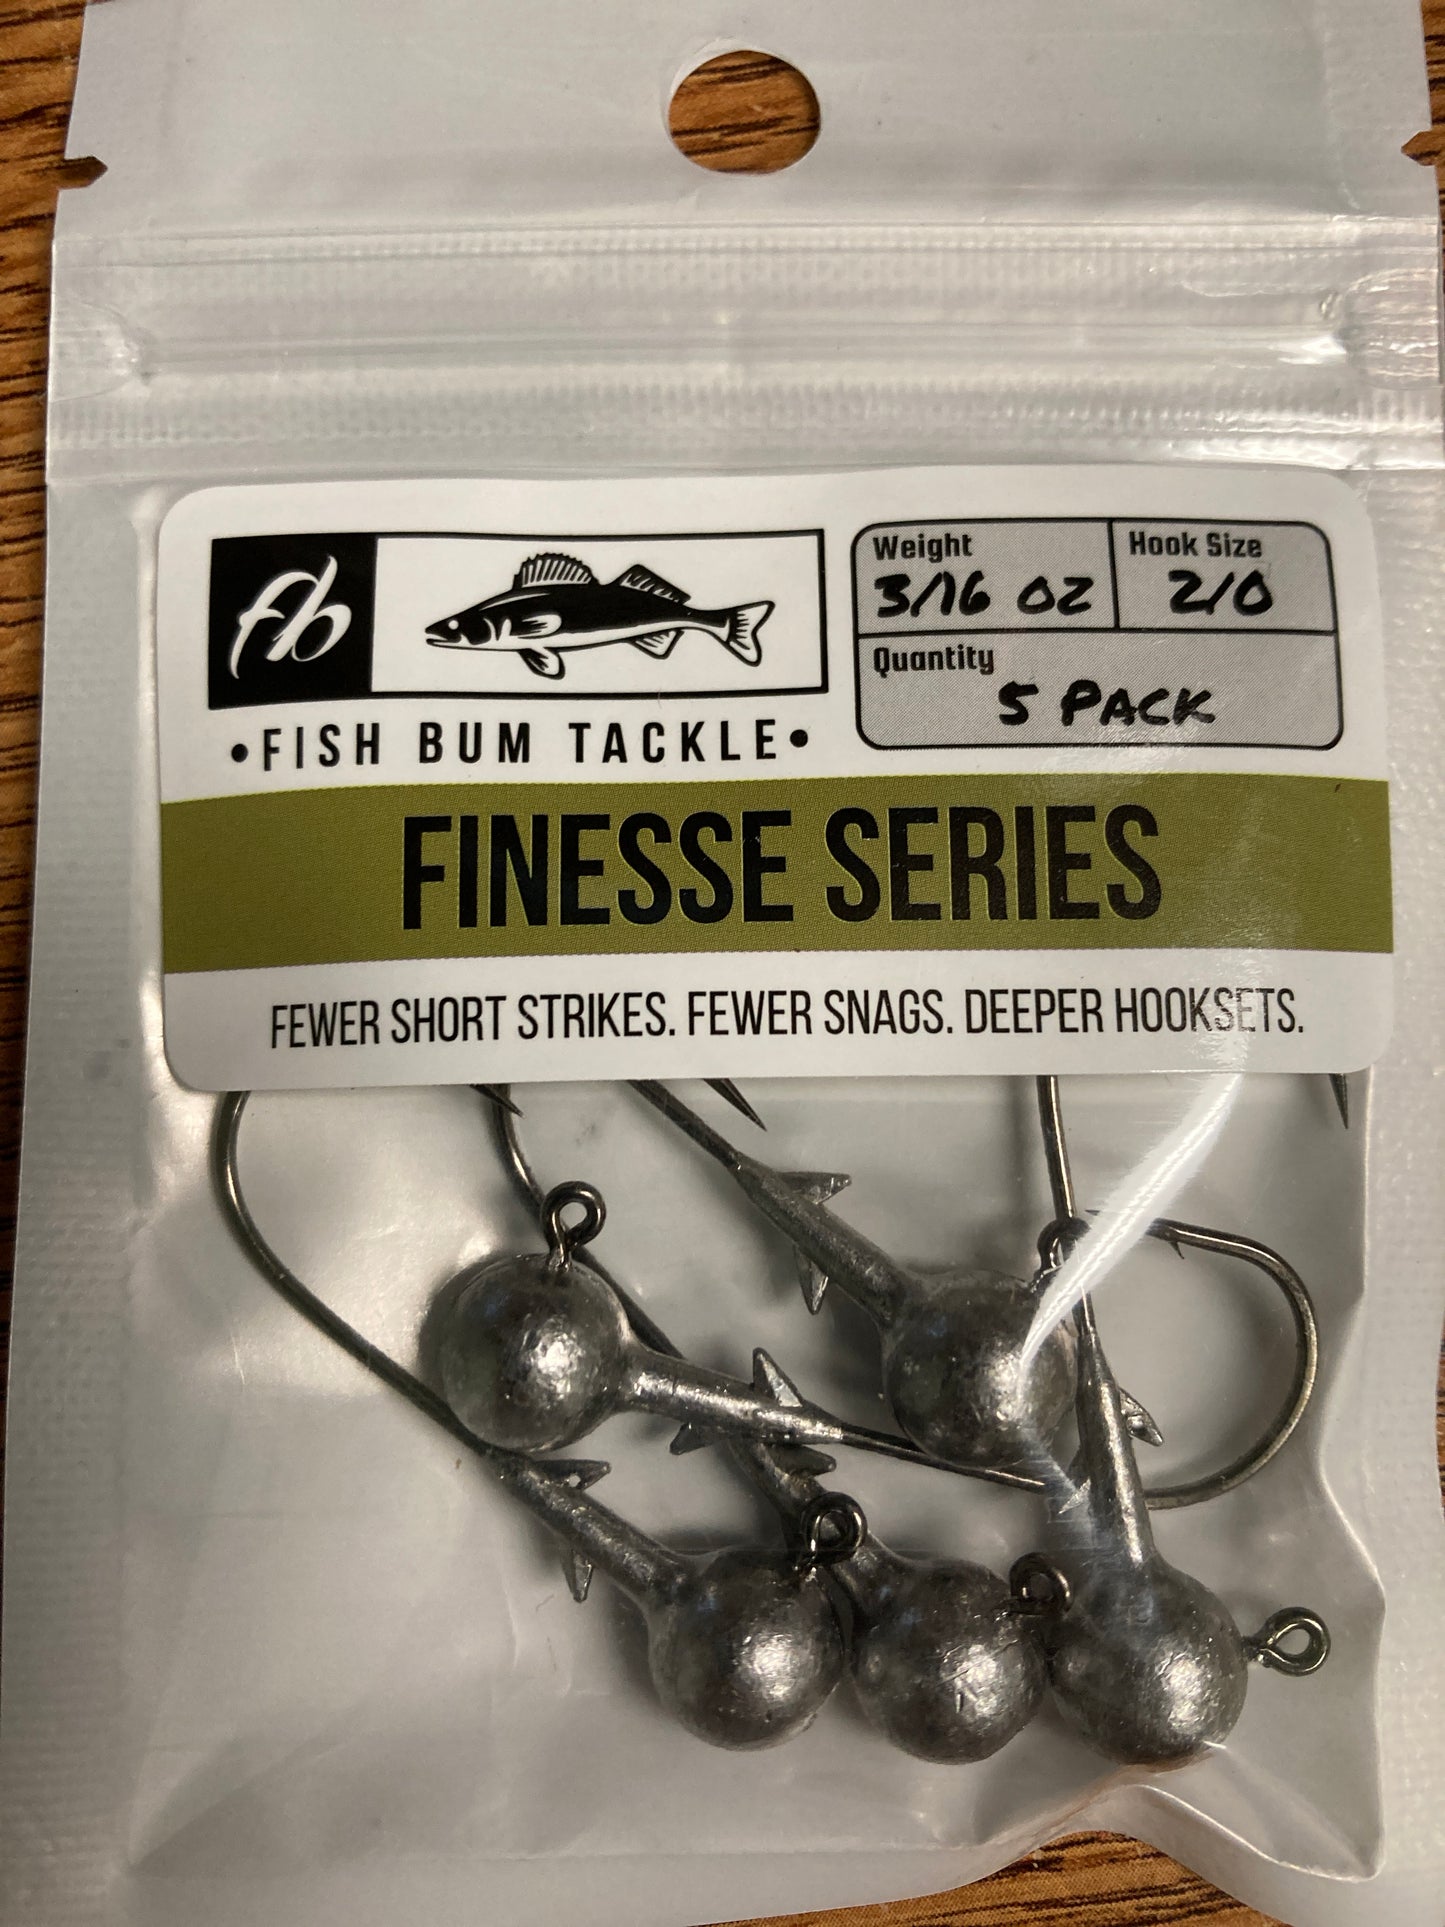 fb
•FISH BUM TACKLE•
Weight
3/16 OZ
Hook Size
2/0
Quantity
5 PACK
FINESSE SERIES
FEWER SHORT STRIKES. FEWER SNAGS. DEEPER HOOKSETS.